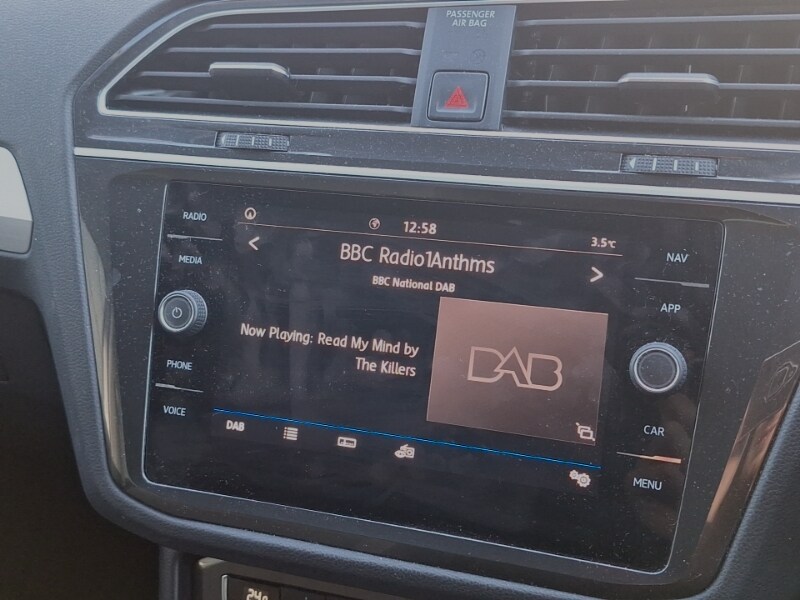 PASSENGER
AIR BAG
RADIO
MEDIA
PHONE
VOICE
12:58
3.5°C
BBC Radio1Anthms
BBC National DAB
Now Playing: Read My Mind by
The Killers
DAB
DAB
NAV
APP
CAR
MENU